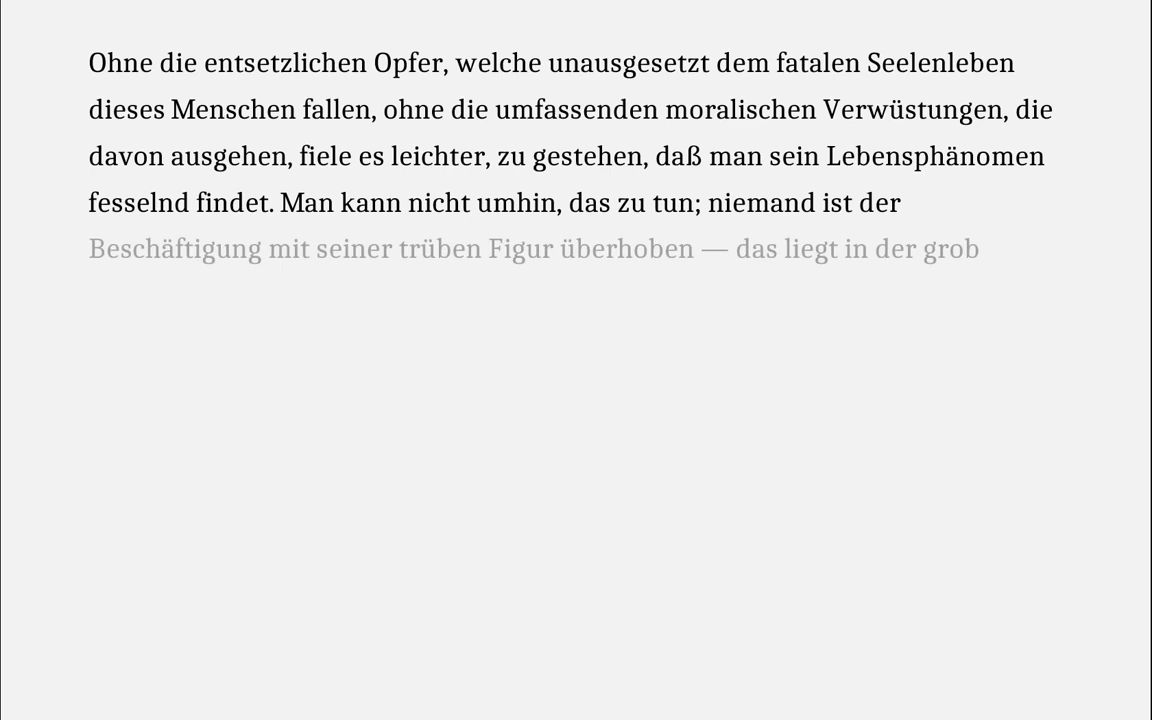 Ohne die entsetzlichen Opfer, welche unausgesetzt dem fatalen Seelenleben
dieses Menschen fallen, ohne die umfassenden moralischen Verwüstungen, die
davon ausgehen, fiele es leichter, zu gestehen, daß man sein Lebensphänomen
fesselnd findet. Man kann nicht umhin, das zu tun; niemand ist der
Beschäftigung mit seiner trüben Figur überhoben — das liegt in der grob